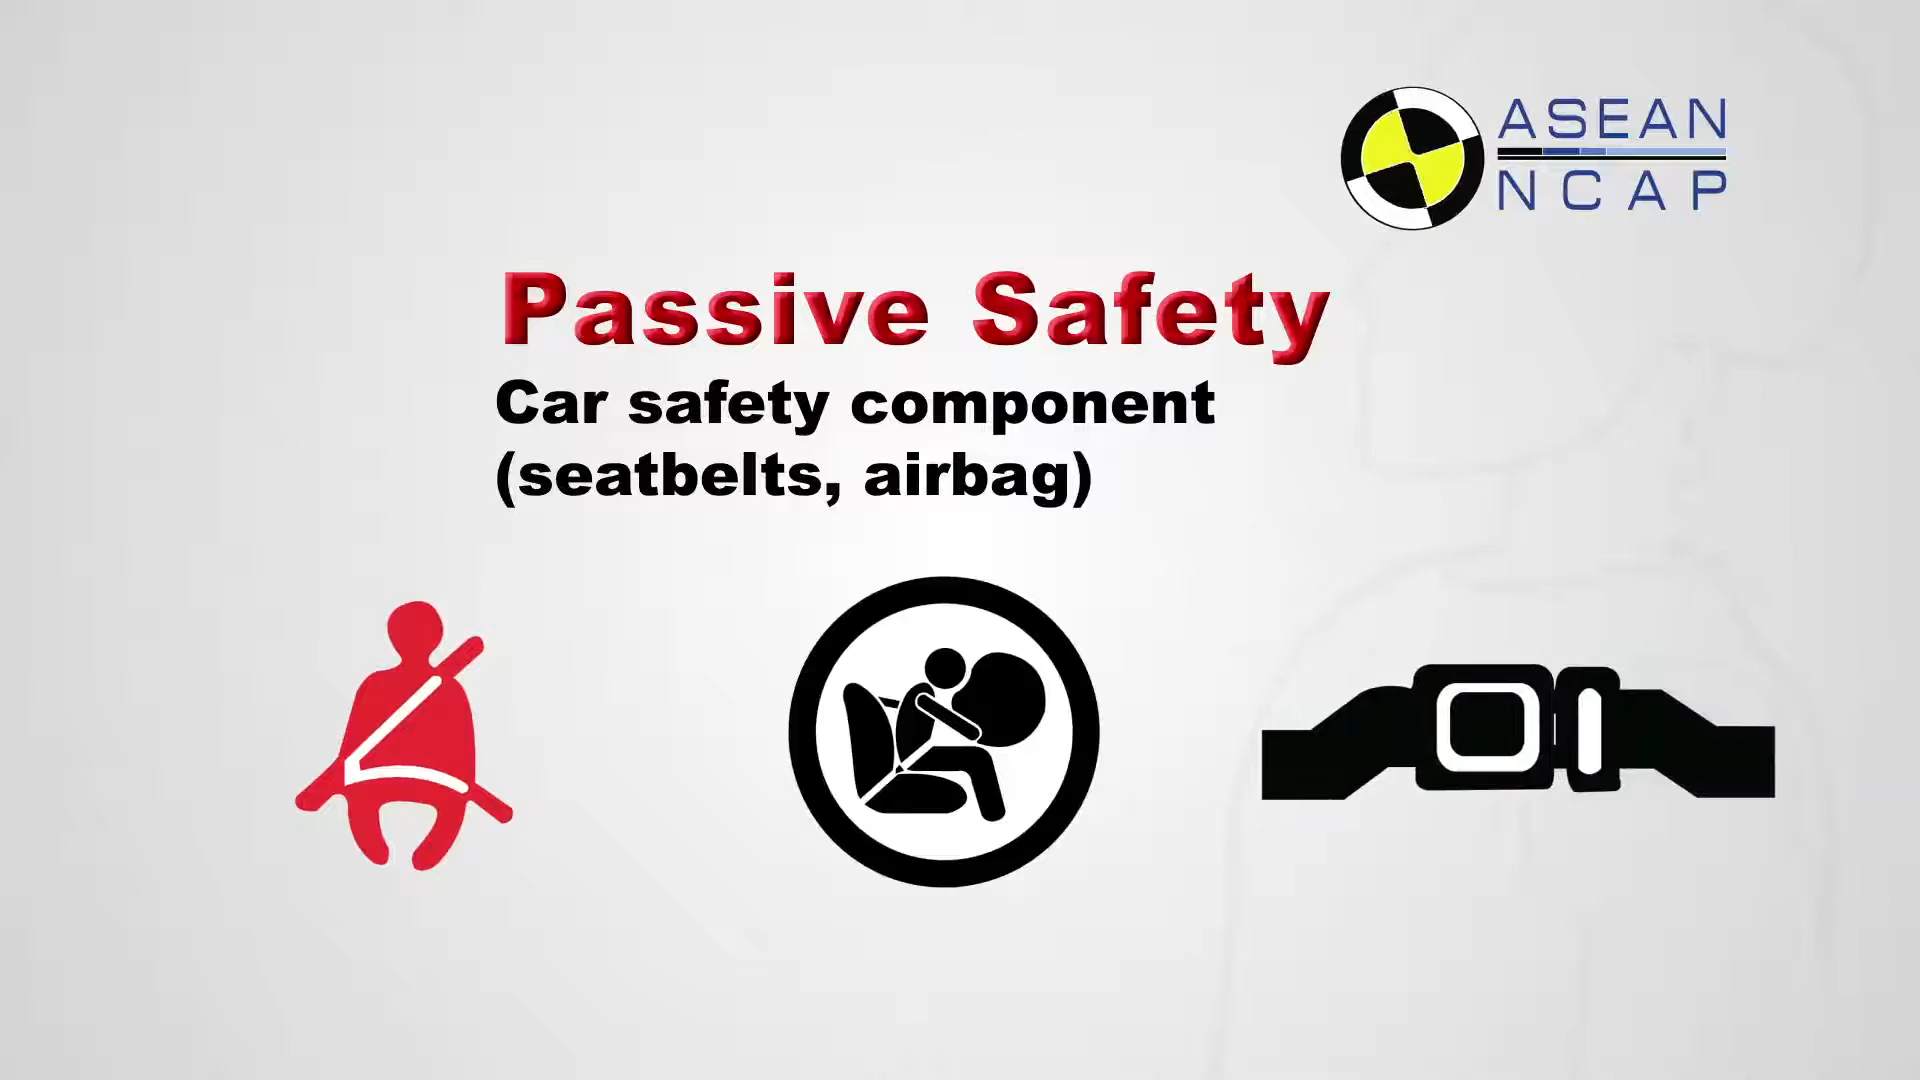 ASEAN
NCAP
Passive Safety
Car safety component
(seatbelts, airbag)